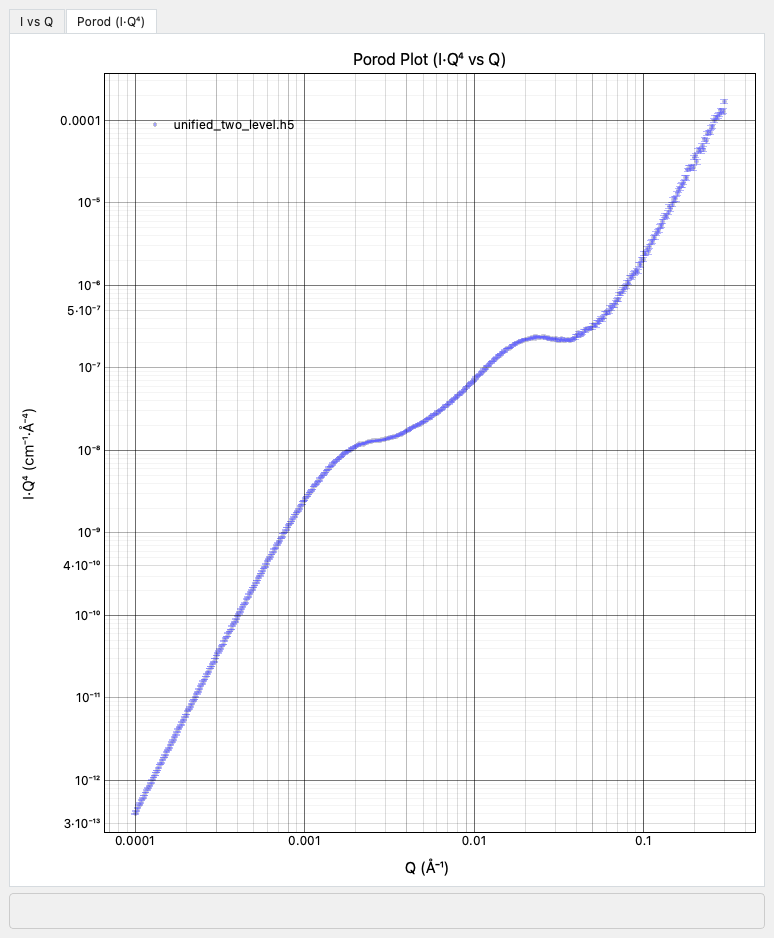 I vs Q
Porod (I·Q⁴)
Porod Plot (I·Q⁴ vs Q)
unified_two_level.h5
0.0001
10⁻⁵
10⁻⁶
5·10⁻⁷
10⁻⁷
10⁻⁸
10⁻⁹
4·10⁻¹⁰
10⁻¹⁰
10⁻¹¹
10⁻¹²
3·10⁻¹³
I·Q⁴ (cm⁻¹·Å⁻⁴)
0.0001
0.001
0.01
0.1
Q (Å⁻¹)